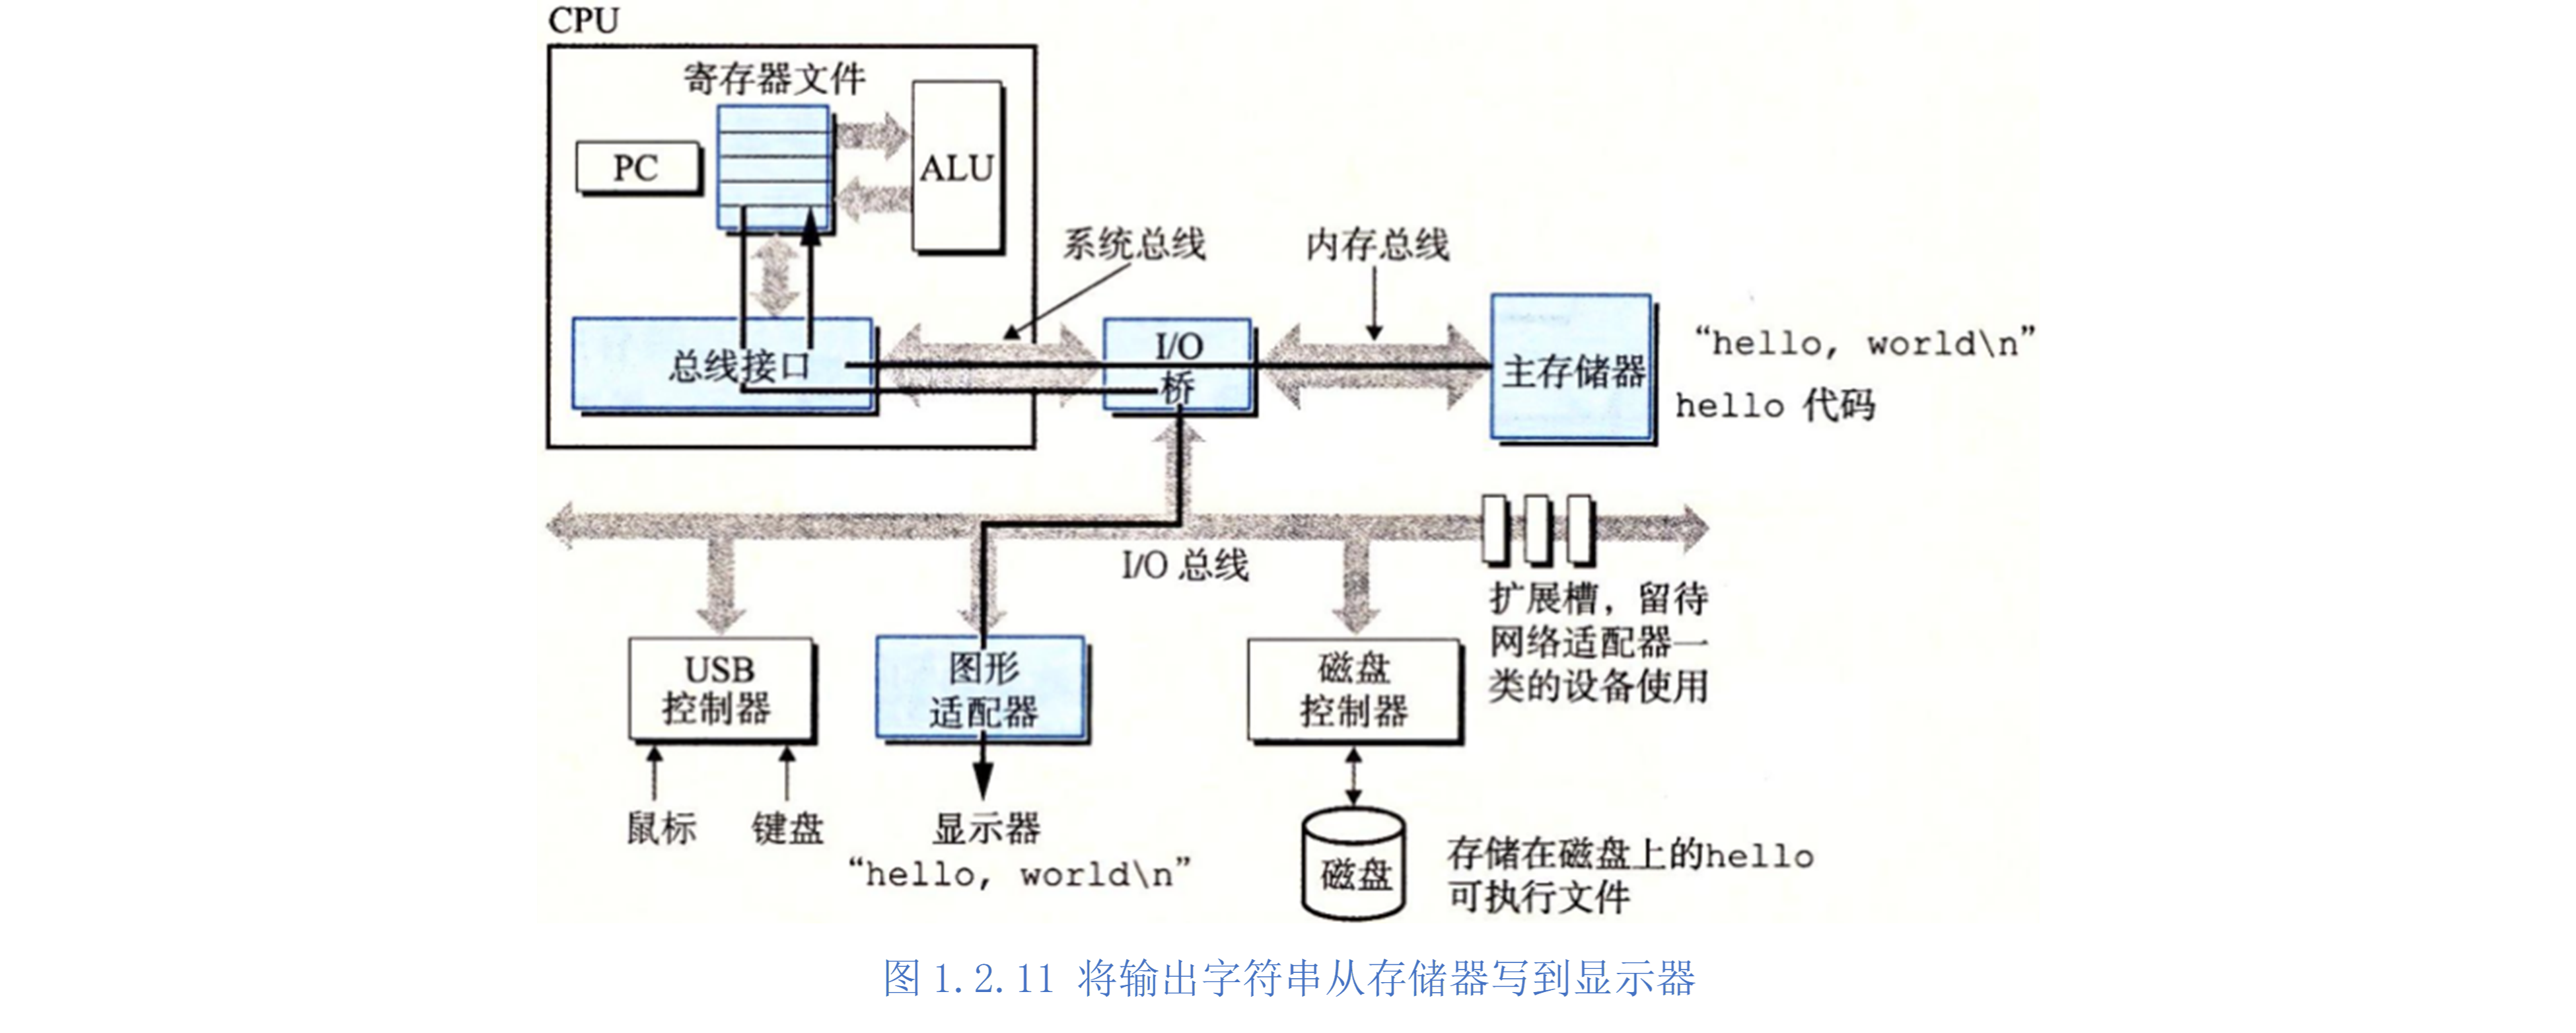 CPU
寄存器文件
PC
ALU
系统总线
内存总线
总线接口
I/O
桥
主存储器
“hello, world\n”
hello 代码
I/O 总线
扩展槽，留待
网络适配器一
类的设备使用
USB
控制器
图形
适配器
磁盘
控制器
鼠标
键盘
显示器
“hello, world\n”
磁盘
存储在磁盘上的hello
可执行文件
图 1.2.11 将输出字符串从存储器写到显示器